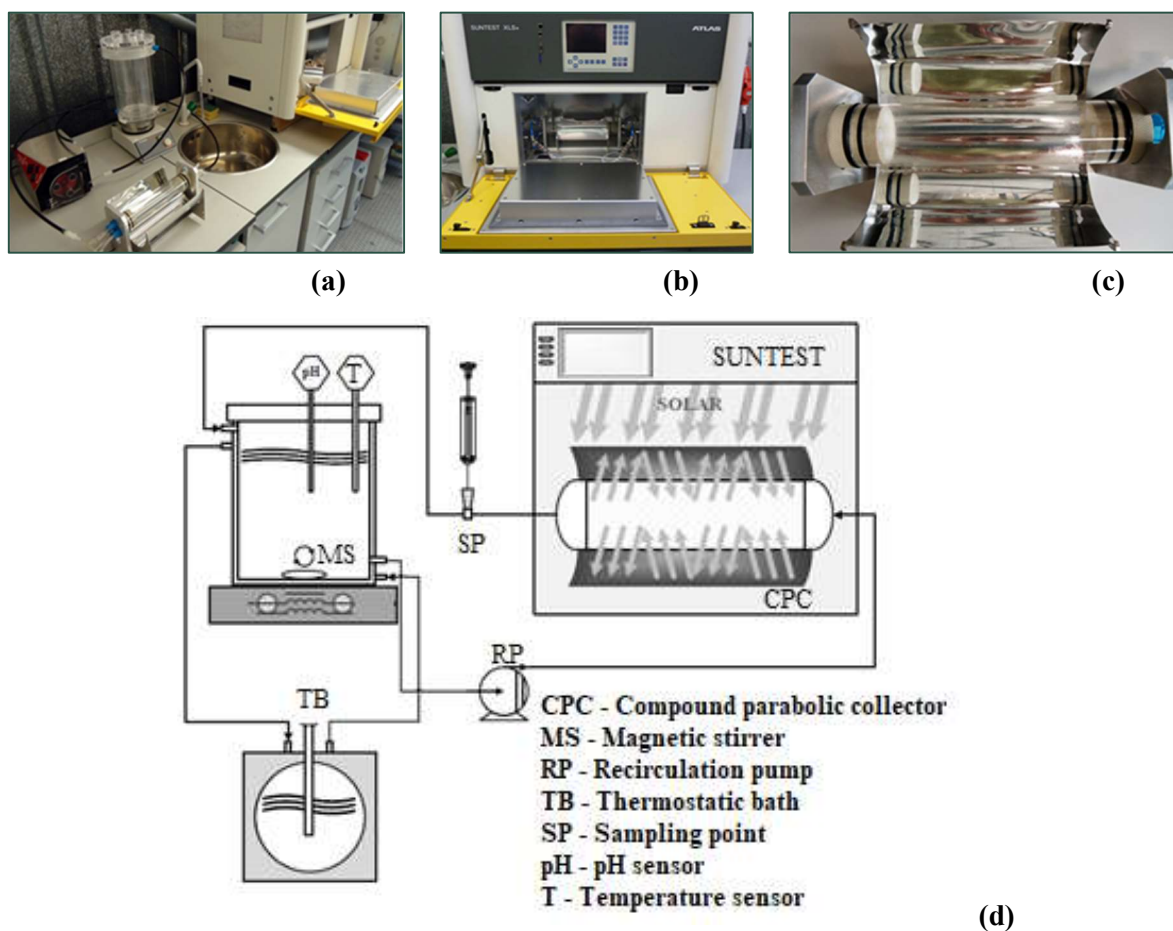 SUNTEST XLS+
ATLAS
(a)
(b)
(c)
pH
T
SUNTEST
SOLAR
MS
SP
CPC
RP
TB
CPC - Compound parabolic collector
MS - Magnetic stirrer
RP - Recirculation pump
TB - Thermostatic bath
SP - Sampling point
pH - pH sensor
T - Temperature sensor
(d)